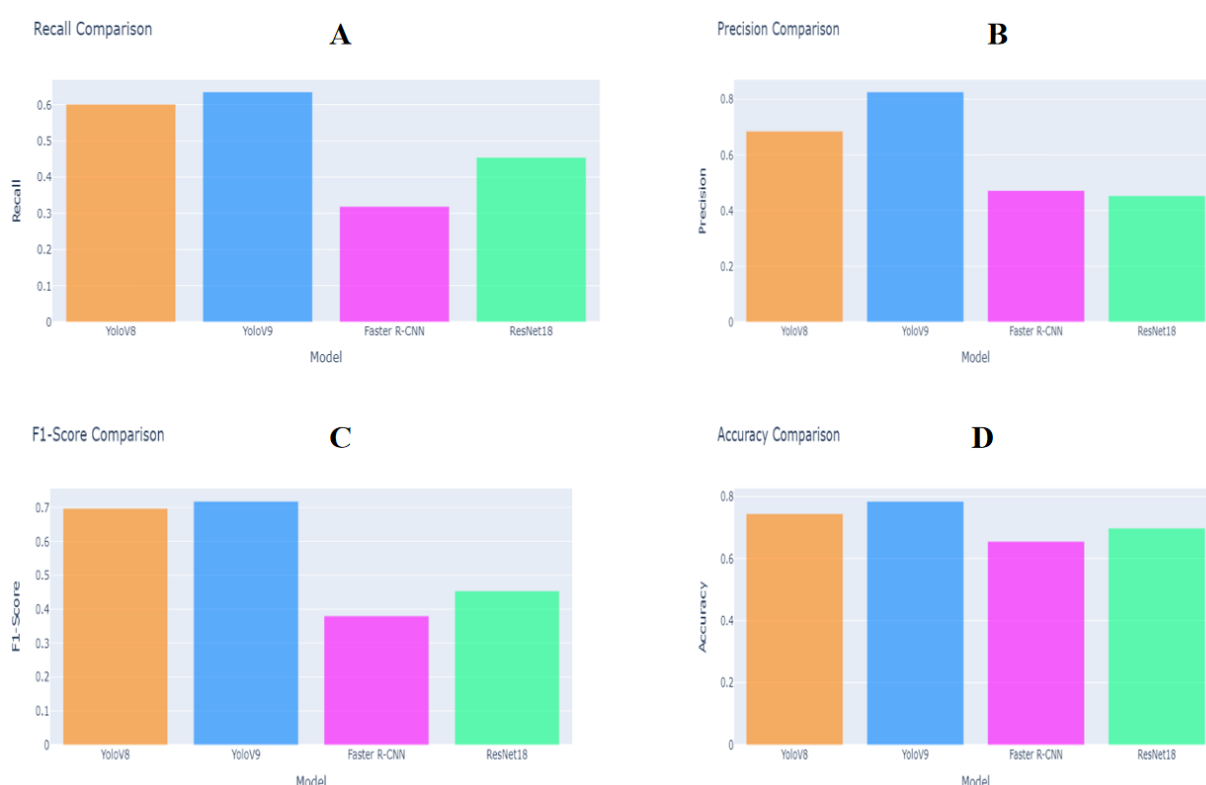 Recall Comparison
A
0.6
0.5
0.4
0.3
0.2
0.1
0
Recall
YoloV8 YoloV9 Faster R-CNN ResNet18
Model
Precision Comparison
B
0.8
0.6
0.4
0.2
0
Precision
YoloV8 YoloV9 Faster R-CNN ResNet18
Model
F1-Score Comparison
C
0.7
0.6
0.5
0.4
0.3
0.2
0.1
0
F1-Score
YoloV8 YoloV9 Faster R-CNN ResNet18
Model
Accuracy Comparison
D
0.8
0.6
0.4
0.2
0
Accuracy
YoloV8 YoloV9 Faster R-CNN ResNet18
Model